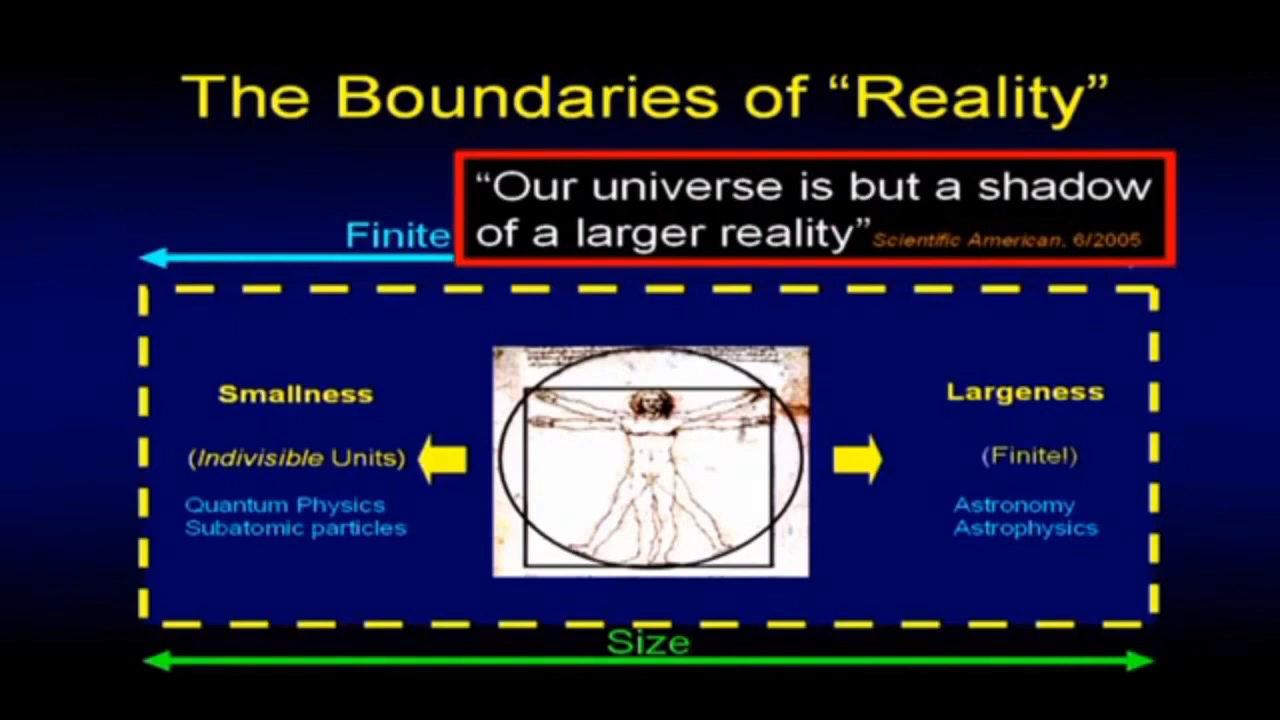 The Boundaries of “Reality”
“Our universe is but a shadow
of a larger reality” Scientific American, 6/2005
Finite
Smallness
(Indivisible Units)
Quantum Physics
Subatomic particles
Largeness
(Finite!)
Astronomy
Astrophysics
Size